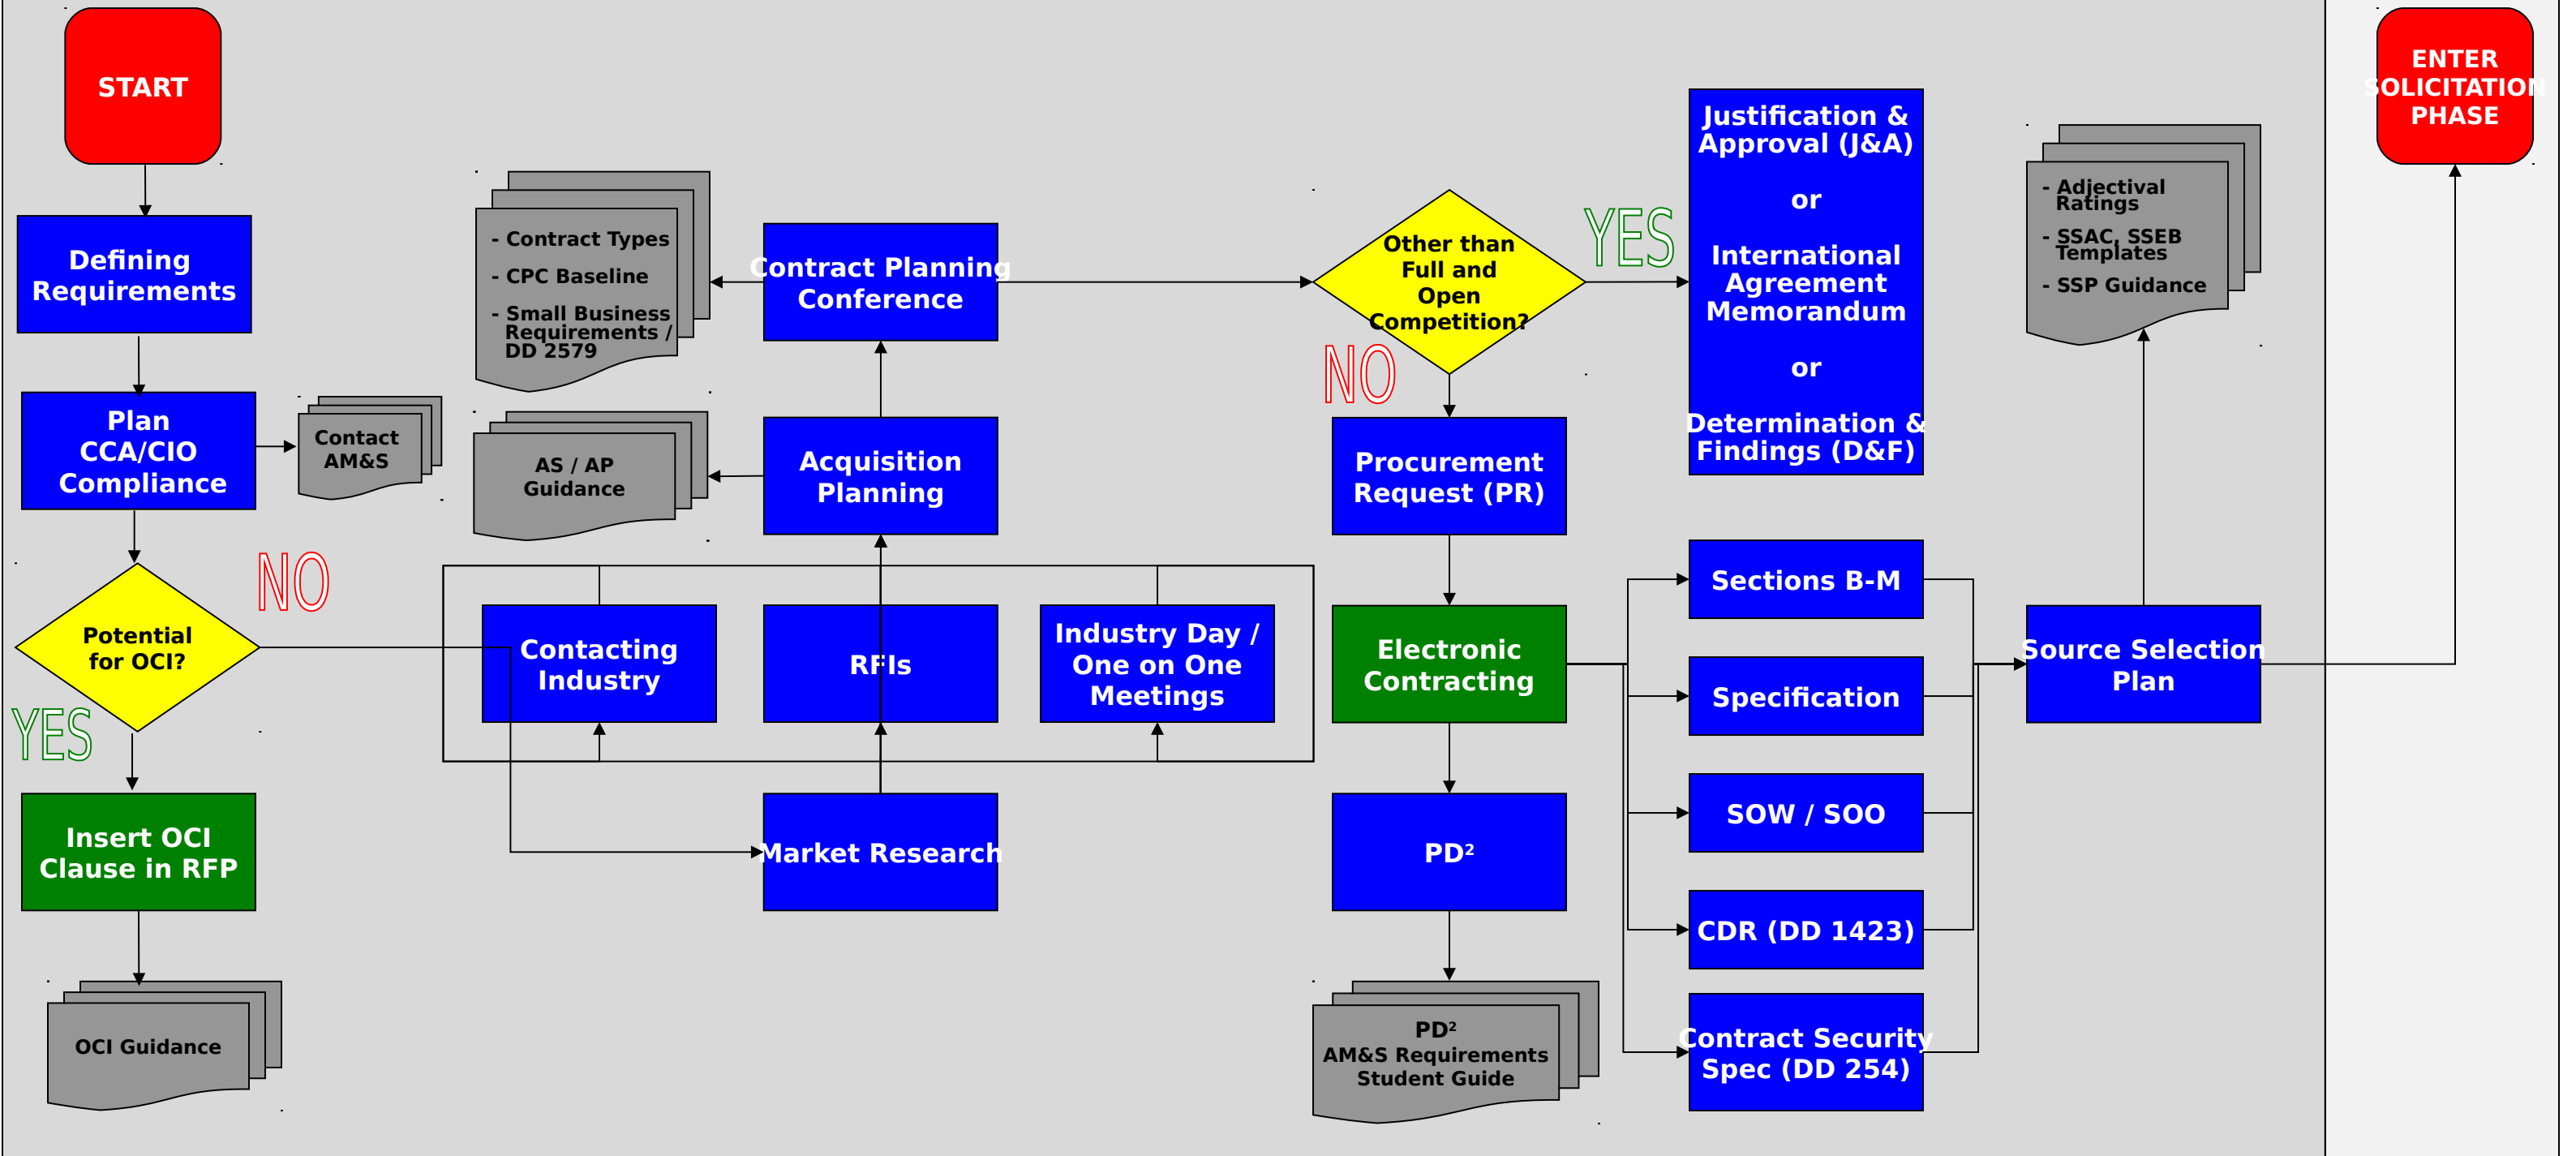 START
Defining
Requirements
Plan
CCA/CIO
Compliance
Contact
AM&S
Potential
for OCI?
NO
YES
Insert OCI
Clause in RFP
OCI Guidance
- Contract Types
- CPC Baseline
- Small Business
Requirements /
DD 2579
Contract Planning
Conference
AS / AP
Guidance
Acquisition
Planning
Contacting
Industry
RFIs
Industry Day /
One on One
Meetings
Market Research
Other than
Full and
Open
Competition?
YES
NO
Justification &
Approval (J&A)
or
International
Agreement
Memorandum
or
Determination &
Findings (D&F)
Procurement
Request (PR)
Electronic
Contracting
PD²
PD²
AM&S Requirements
Student Guide
Sections B-M
Specification
SOW / SOO
CDR (DD 1423)
Contract Security
Spec (DD 254)
- Adjectival
Ratings
- SSAC, SSEB
Templates
- SSP Guidance
Source Selection
Plan
ENTER
SOLICITATION
PHASE